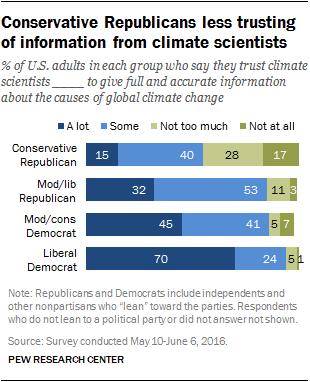 Conservative Republicans less trusting
of information from climate scientists
% of U.S. adults in each group who say they trust climate
scientists _____ to give full and accurate information
about the causes of global climate change
A lot Some Not too much Not at all
Conservative
Republican
15 40 28 17
Mod/lib
Republican
32 53 11 3
Mod/cons
Democrat
45 41 5 7
Liberal
Democrat
70 24 5 1
Note: Republicans and Democrats include independents and
other nonpartisans who “lean” toward the parties. Respondents
who do not lean to a political party or did not answer not shown.
Source: Survey conducted May 10-June 6, 2016.
PEW RESEARCH CENTER